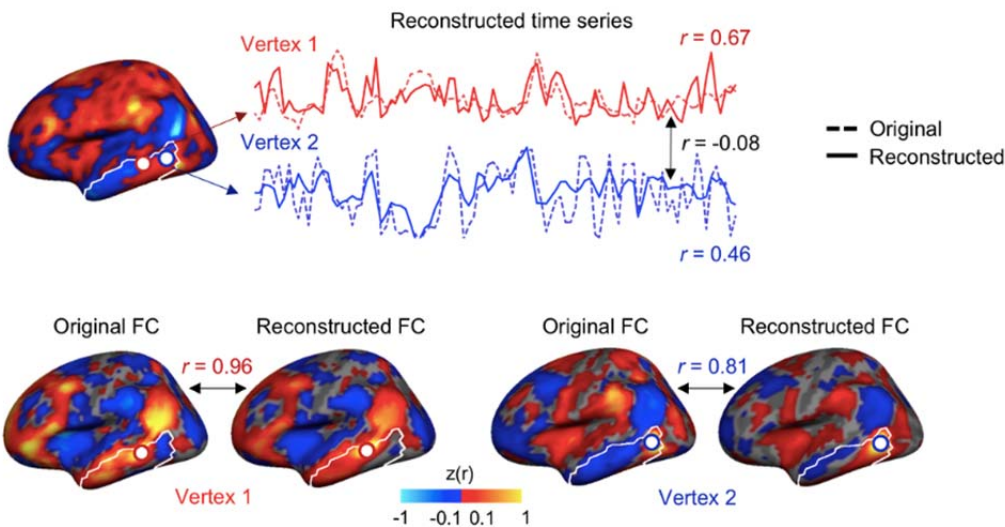 Reconstructed time series
Vertex 1
r = 0.67
Vertex 2
r = -0.08
r = 0.46
Original
Reconstructed
Original FC
Reconstructed FC
Original FC
Reconstructed FC
r = 0.96
r = 0.81
Vertex 1
z(r)
Vertex 2
-1 -0.1 0.1 1